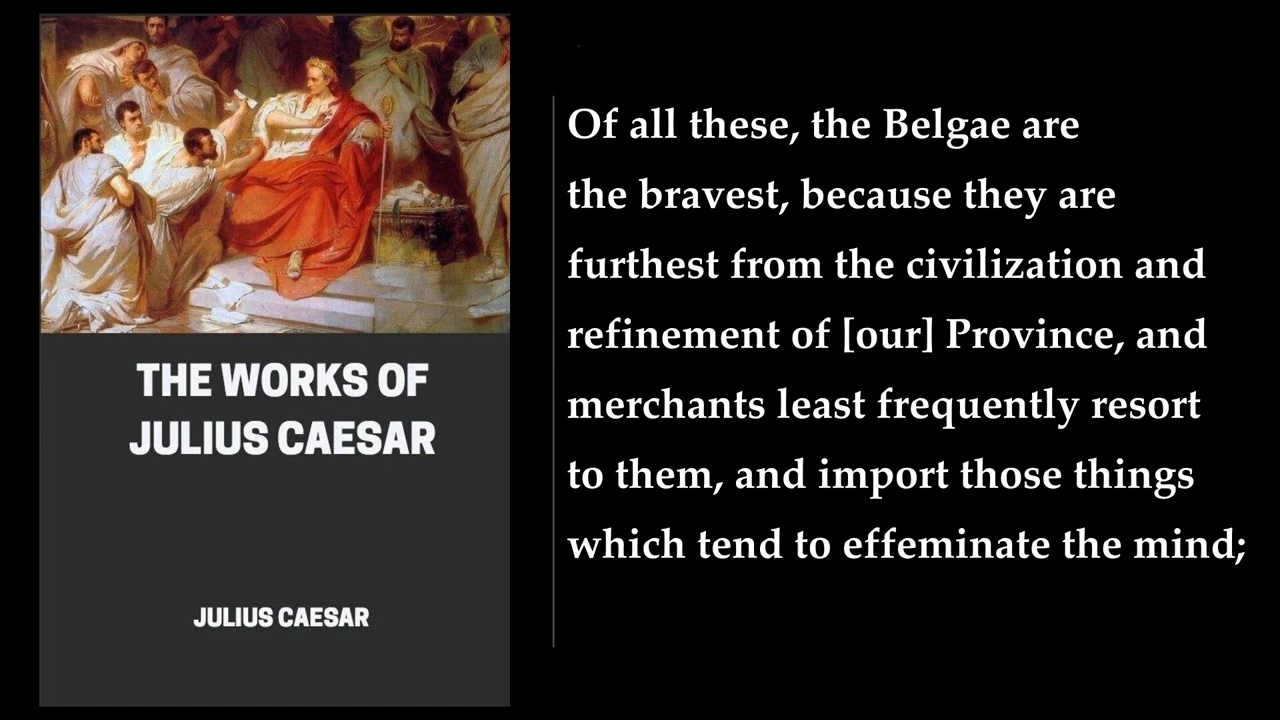 THE WORKS OF
JULIUS CAESAR
JULIUS CAESAR
Of all these, the Belgae are
the bravest, because they are
furthest from the civilization and
refinement of [our] Province, and
merchants least frequently resort
to them, and import those things
which tend to effeminate the mind;